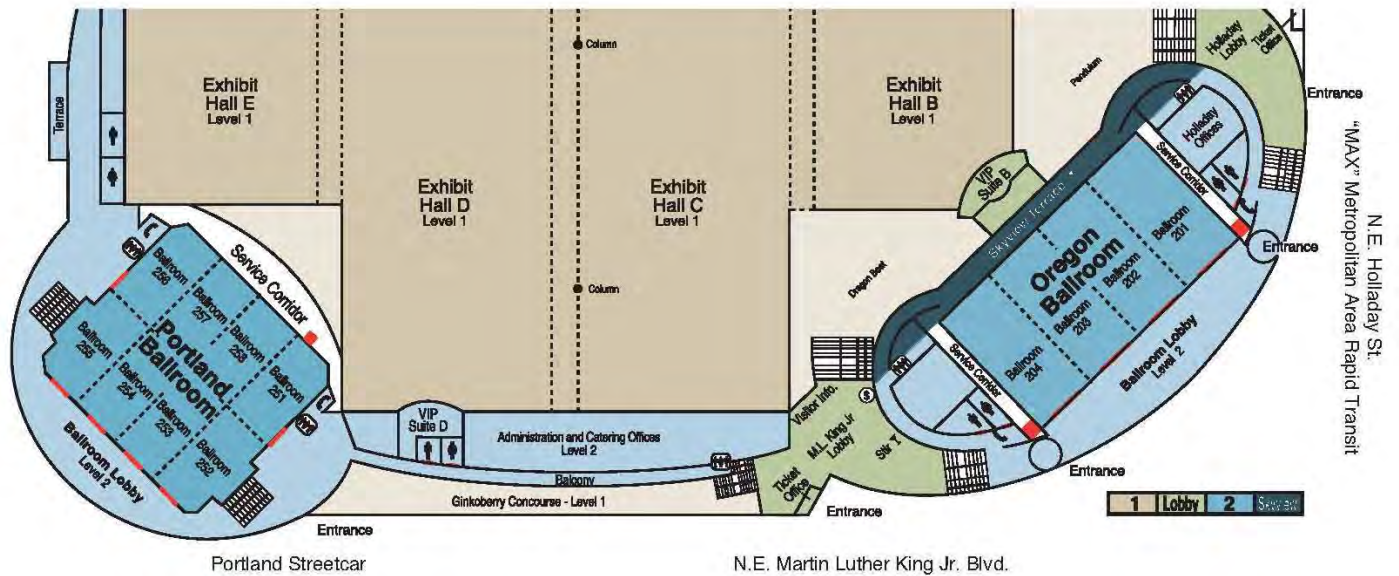 Terrace
Exhibit
Hall E
Level 1
Column
Exhibit
Hall D
Level 1
Exhibit
Hall C
Level 1
Column
Exhibit
Hall B
Level 1
Pendulum
Holladay
Lobby
Ticket
Office
Entrance
Holladay
Offices
Service Corridor
VIP
Suite B
Skyview Terrace
Oregon
Ballroom
Ballroom
201
Ballroom
202
Ballroom
203
Ballroom
204
Entrance
N.E. Holladay St.
"MAX" Metropolitan Area Rapid Transit
Dragon Boat
Service Corridor
Ballroom Lobby
Level 2
Service Corridor
Portland
Ballroom
Ballroom
256
Ballroom
257
Ballroom
258
Ballroom
251
Ballroom
255
Ballroom
254
Ballroom
253
Ballroom
252
Ballroom Lobby
Level 2
VIP
Suite D
Administration and Catering Offices
Level 2
Balcony
Ginkoberry Concourse - Level 1
Visitor Info.
$
M.L. King Jr
Lobby
Ticket
Office
Entrance
Entrance
Entrance
1 Lobby 2 Skyview
Portland Streetcar
N.E. Martin Luther King Jr. Blvd.